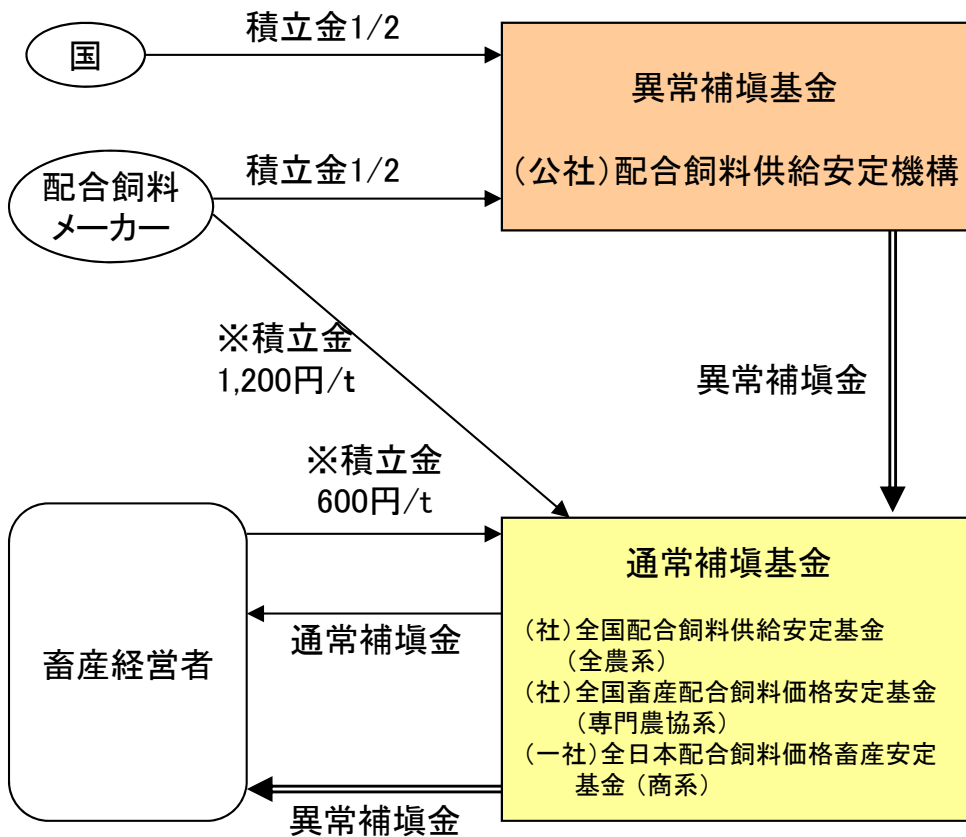 国
積立金1/2
異常補塡基金
(公社)配合飼料供給安定機構
配合飼料
メーカー
積立金1/2
※積立金
1,200円/t
異常補塡金
※積立金
600円/t
畜産経営者
通常補塡金
異常補塡金
通常補塡基金
(社)全国配合飼料供給安定基金
(全農系)
(社)全国畜産配合飼料価格安定基金
(専門農協系)
(一社)全日本配合飼料価格畜産安定
基金(商系)